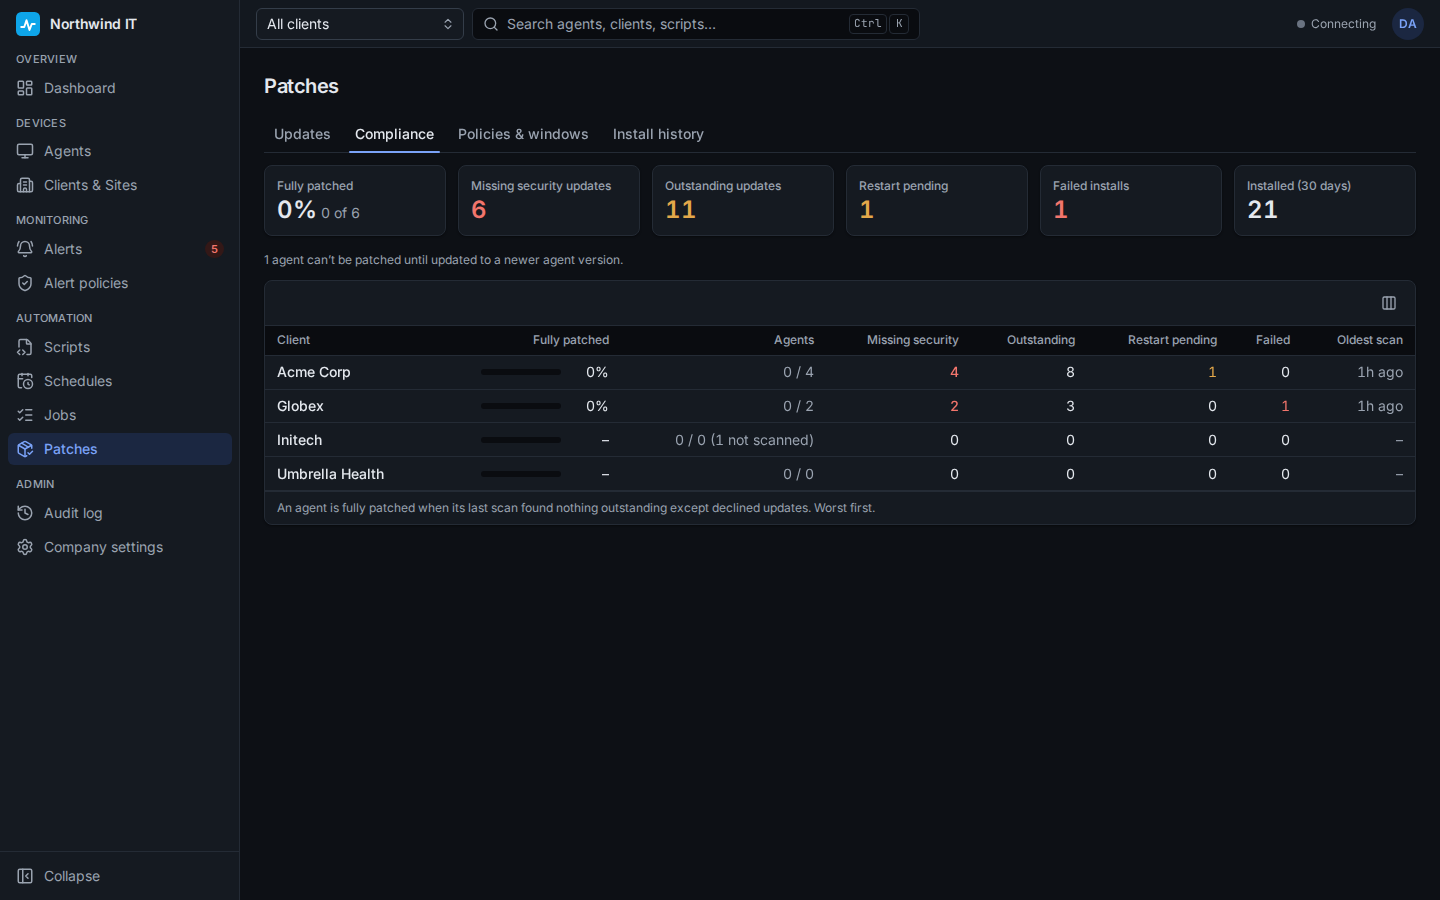 Northwind IT
All clients
Search agents, clients, scripts...
Ctrl K
Connecting
DA
OVERVIEW
Dashboard
DEVICES
Agents
Clients & Sites
MONITORING
Alerts
5
Alert policies
AUTOMATION
Scripts
Schedules
Jobs
Patches
ADMIN
Audit log
Company settings
Collapse
Patches
Updates Compliance Policies & windows Install history
Fully patched
0% 0 of 6
Missing security updates
6
Outstanding updates
11
Restart pending
1
Failed installs
1
Installed (30 days)
21
1 agent can't be patched until updated to a newer agent version.
Client Fully patched Agents Missing security Outstanding Restart pending Failed Oldest scan
Acme Corp 0% 0 / 4 4 8 1 0 1h ago
Globex 0% 0 / 2 2 3 0 1 1h ago
Initech – 0 / 0 (1 not scanned) 0 0 0 0 –
Umbrella Health – 0 / 0 0 0 0 0 –
An agent is fully patched when its last scan found nothing outstanding except declined updates. Worst first.